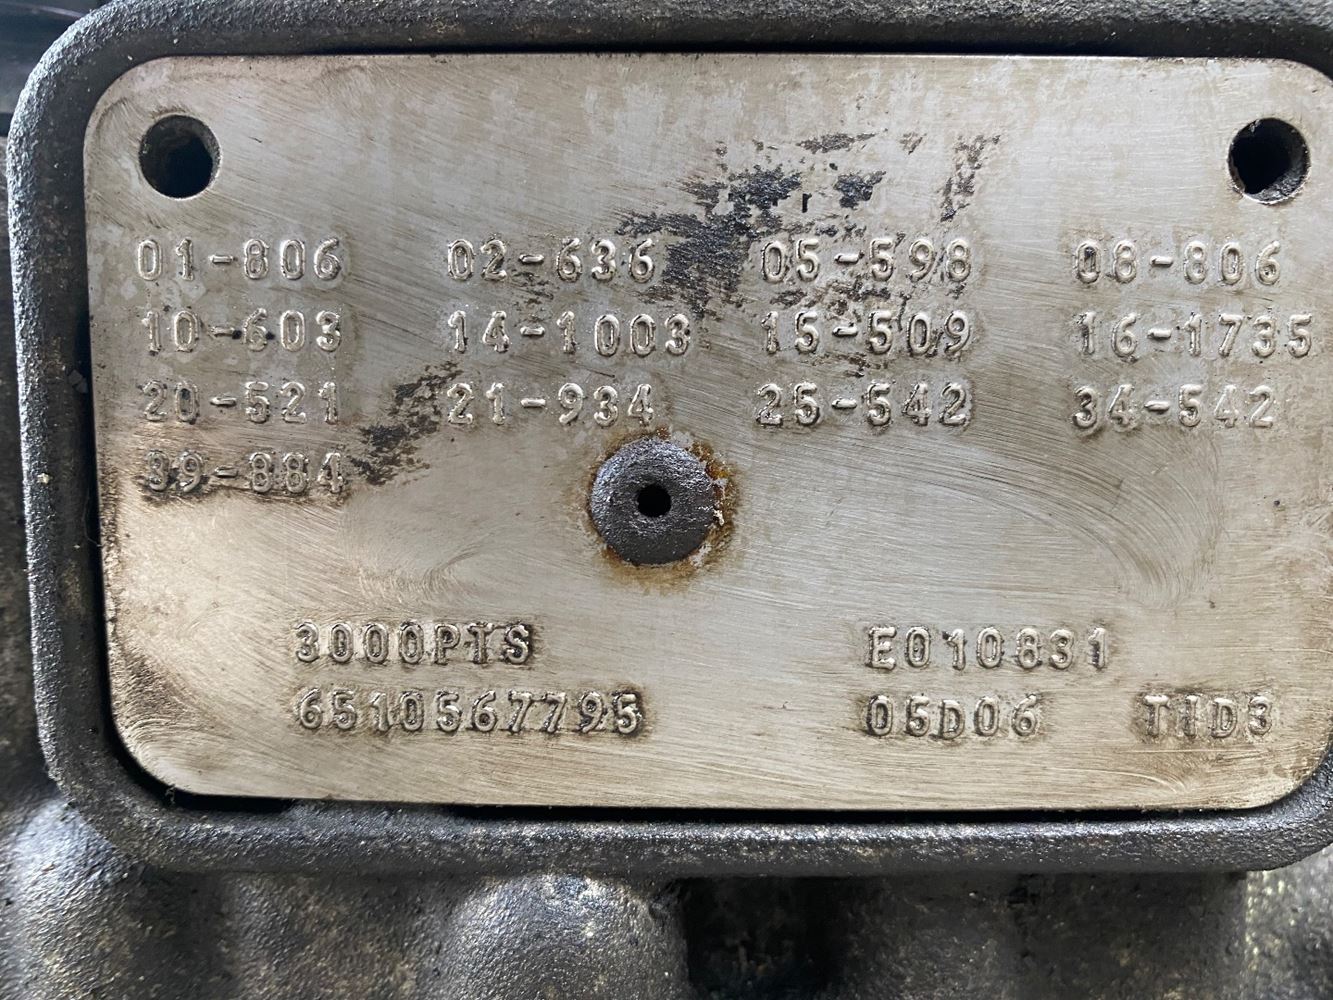 01-806 02-636 05-598 08-806
10-603 14-1003 15-509 16-1735
20-521 21-934 25-542 34-542
39-884
3000PTS E010831
6510567795 05D06 TID3